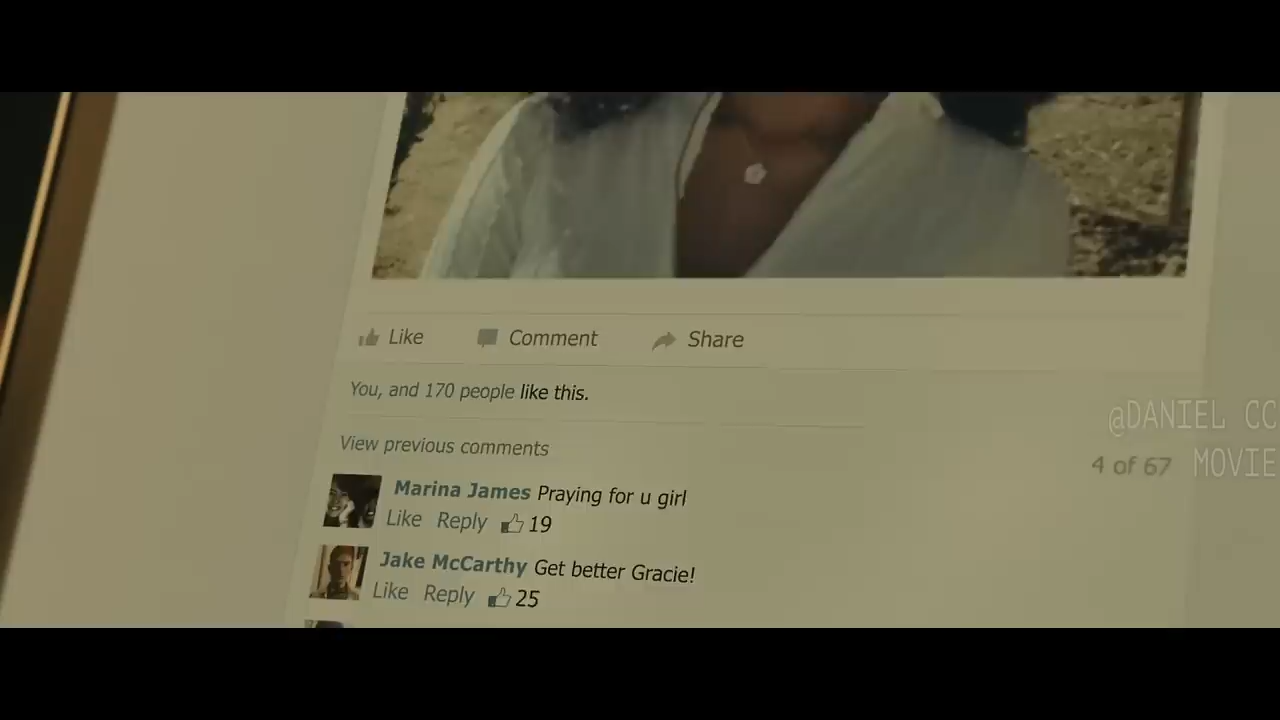 Like Comment Share
You, and 170 people like this.
View previous comments
4 of 67
Marina James Praying for u girl
Like Reply 19
Jake McCarthy Get better Gracie!
Like Reply 25
@DANIEL CC
MOVIE